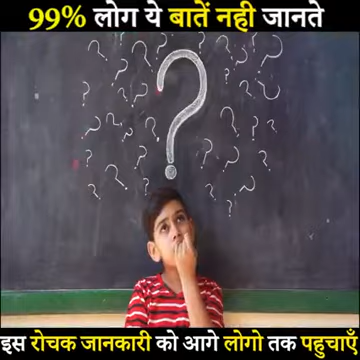 99% लोग ये बातें नही जानते
इस रोचक जानकारी को आगे लोगो तक पहुचाएँ